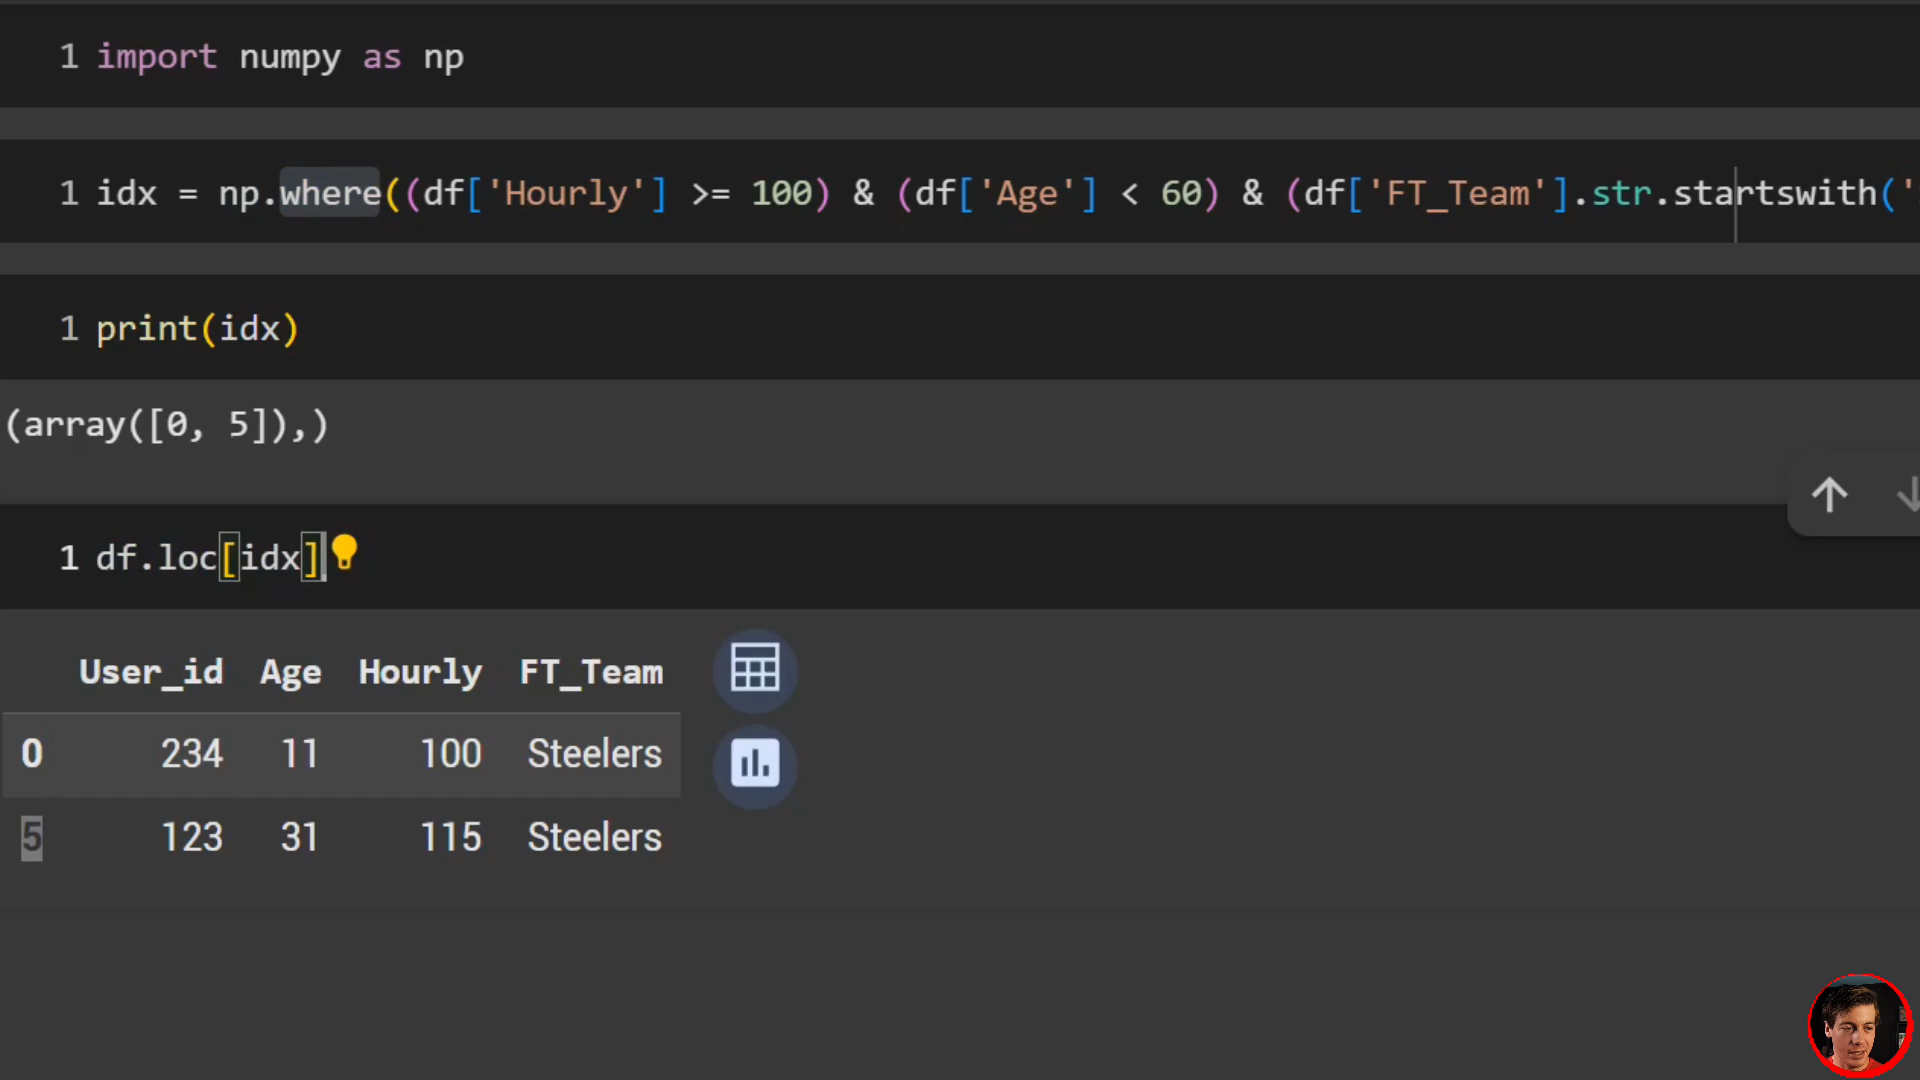 1 import numpy as np
1 idx = np.where((df['Hourly'] >= 100) & (df['Age'] < 60) & (df['FT_Team'].str.startswith('
1 print(idx)
(array([0, 5]),)
1 df.loc[idx]
User_id Age Hourly FT_Team
0 234 11 100 Steelers
5 123 31 115 Steelers